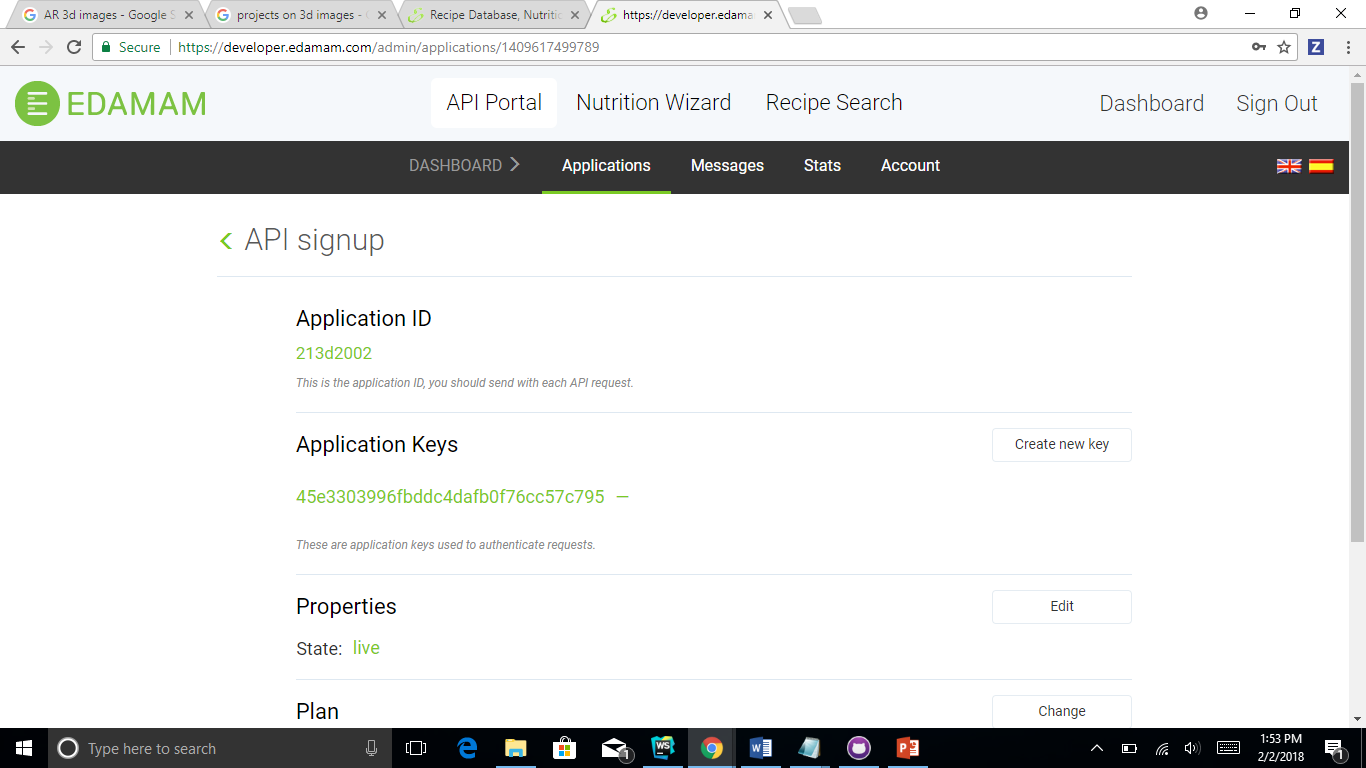 AR 3d images - Google S
projects on 3d images -
Recipe Database, Nutritio
https://developer.edama
Secure
https://developer.edamam.com/admin/applications/1409617499789
Z
EDAMAM
API Portal
Nutrition Wizard
Recipe Search
Dashboard
Sign Out
DASHBOARD
Applications
Messages
Stats
Account
API signup
Application ID
213d2002
This is the application ID, you should send with each API request.
Application Keys
Create new key
45e3303996fbddc4dafb0f76cc57c795 –
These are application keys used to authenticate requests.
Properties
Edit
State: live
Plan
Change
Type here to search
1
WS
1:53 PM
2/2/2018
1